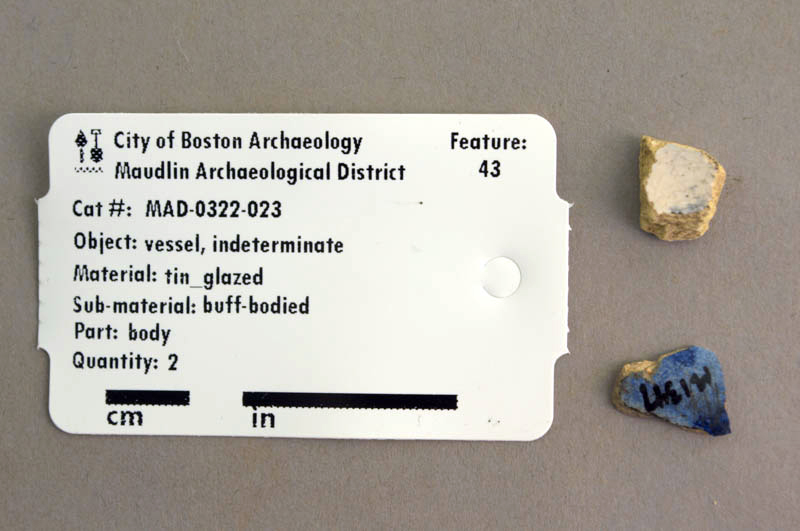 City of Boston Archaeology
Maudlin Archaeological District
Feature:
43
Cat #: MAD-0322-023
Object: vessel, indeterminate
Material: tin_glazed
Sub-material: buff-bodied
Part: body
Quantity: 2
cm
in